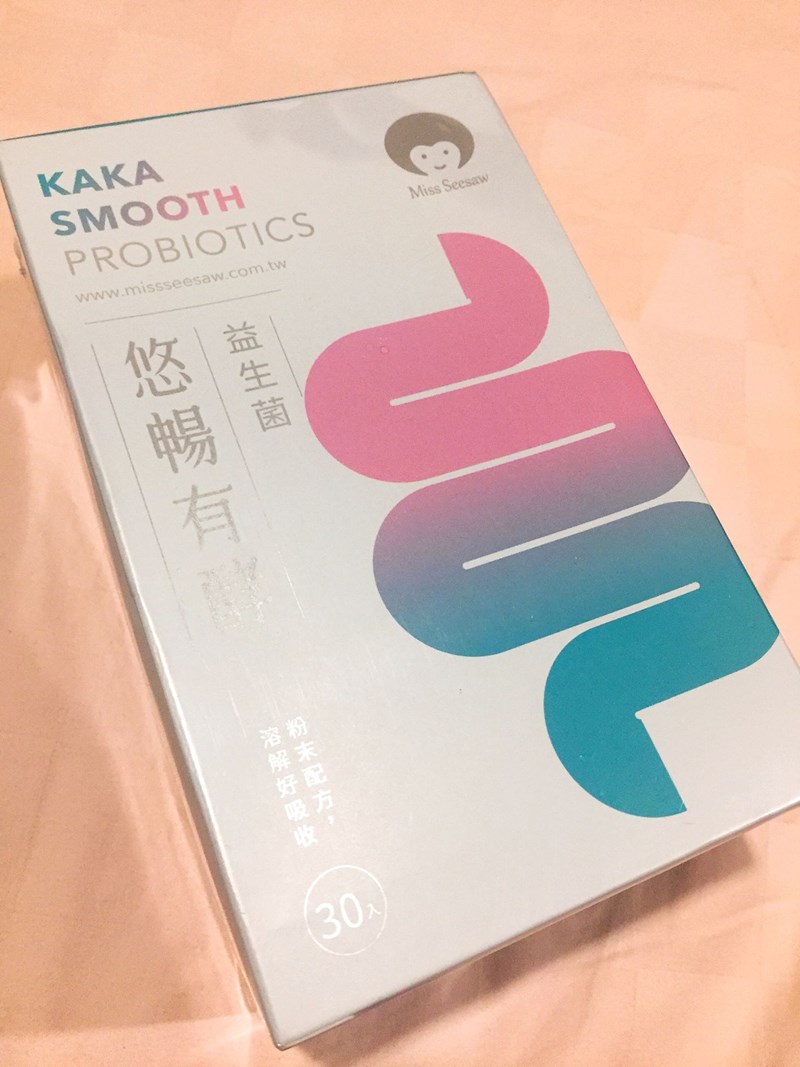 KAKA
SMOOTH
PROBIOTICS
www.missseesaw.com.tw
Miss Seesaw
益生菌
悠暢有酵
粉末配方，
溶解好吸收
30入